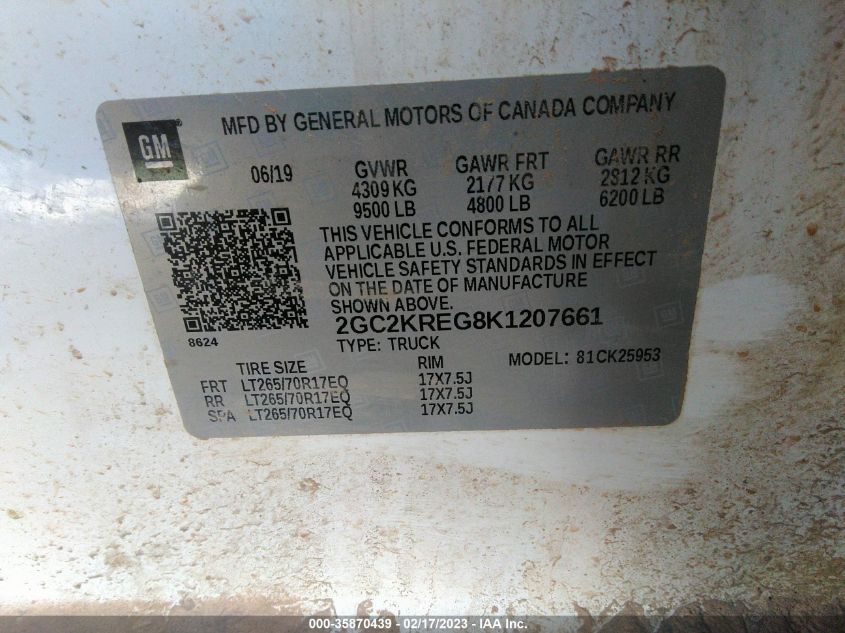 MFD BY GENERAL MOTORS OF CANADA COMPANY
GM
06/19 GVWR GAWR FRT GAWR RR
4309 KG 2177 KG 2812 KG
9500 LB 4800 LB 6200 LB
THIS VEHICLE CONFORMS TO ALL
APPLICABLE U.S. FEDERAL MOTOR
VEHICLE SAFETY STANDARDS IN EFFECT
ON THE DATE OF MANUFACTURE
SHOWN ABOVE.
8624
2GC2KREG8K1207661
TYPE: TRUCK MODEL: 81CK25953
TIRE SIZE RIM
FRT LT265/70R17EQ 17X7.5J
RR LT265/70R17EQ 17X7.5J
SPA LT265/70R17EQ 17X7.5J
000-35870439 - 02/17/2023 - IAA Inc.